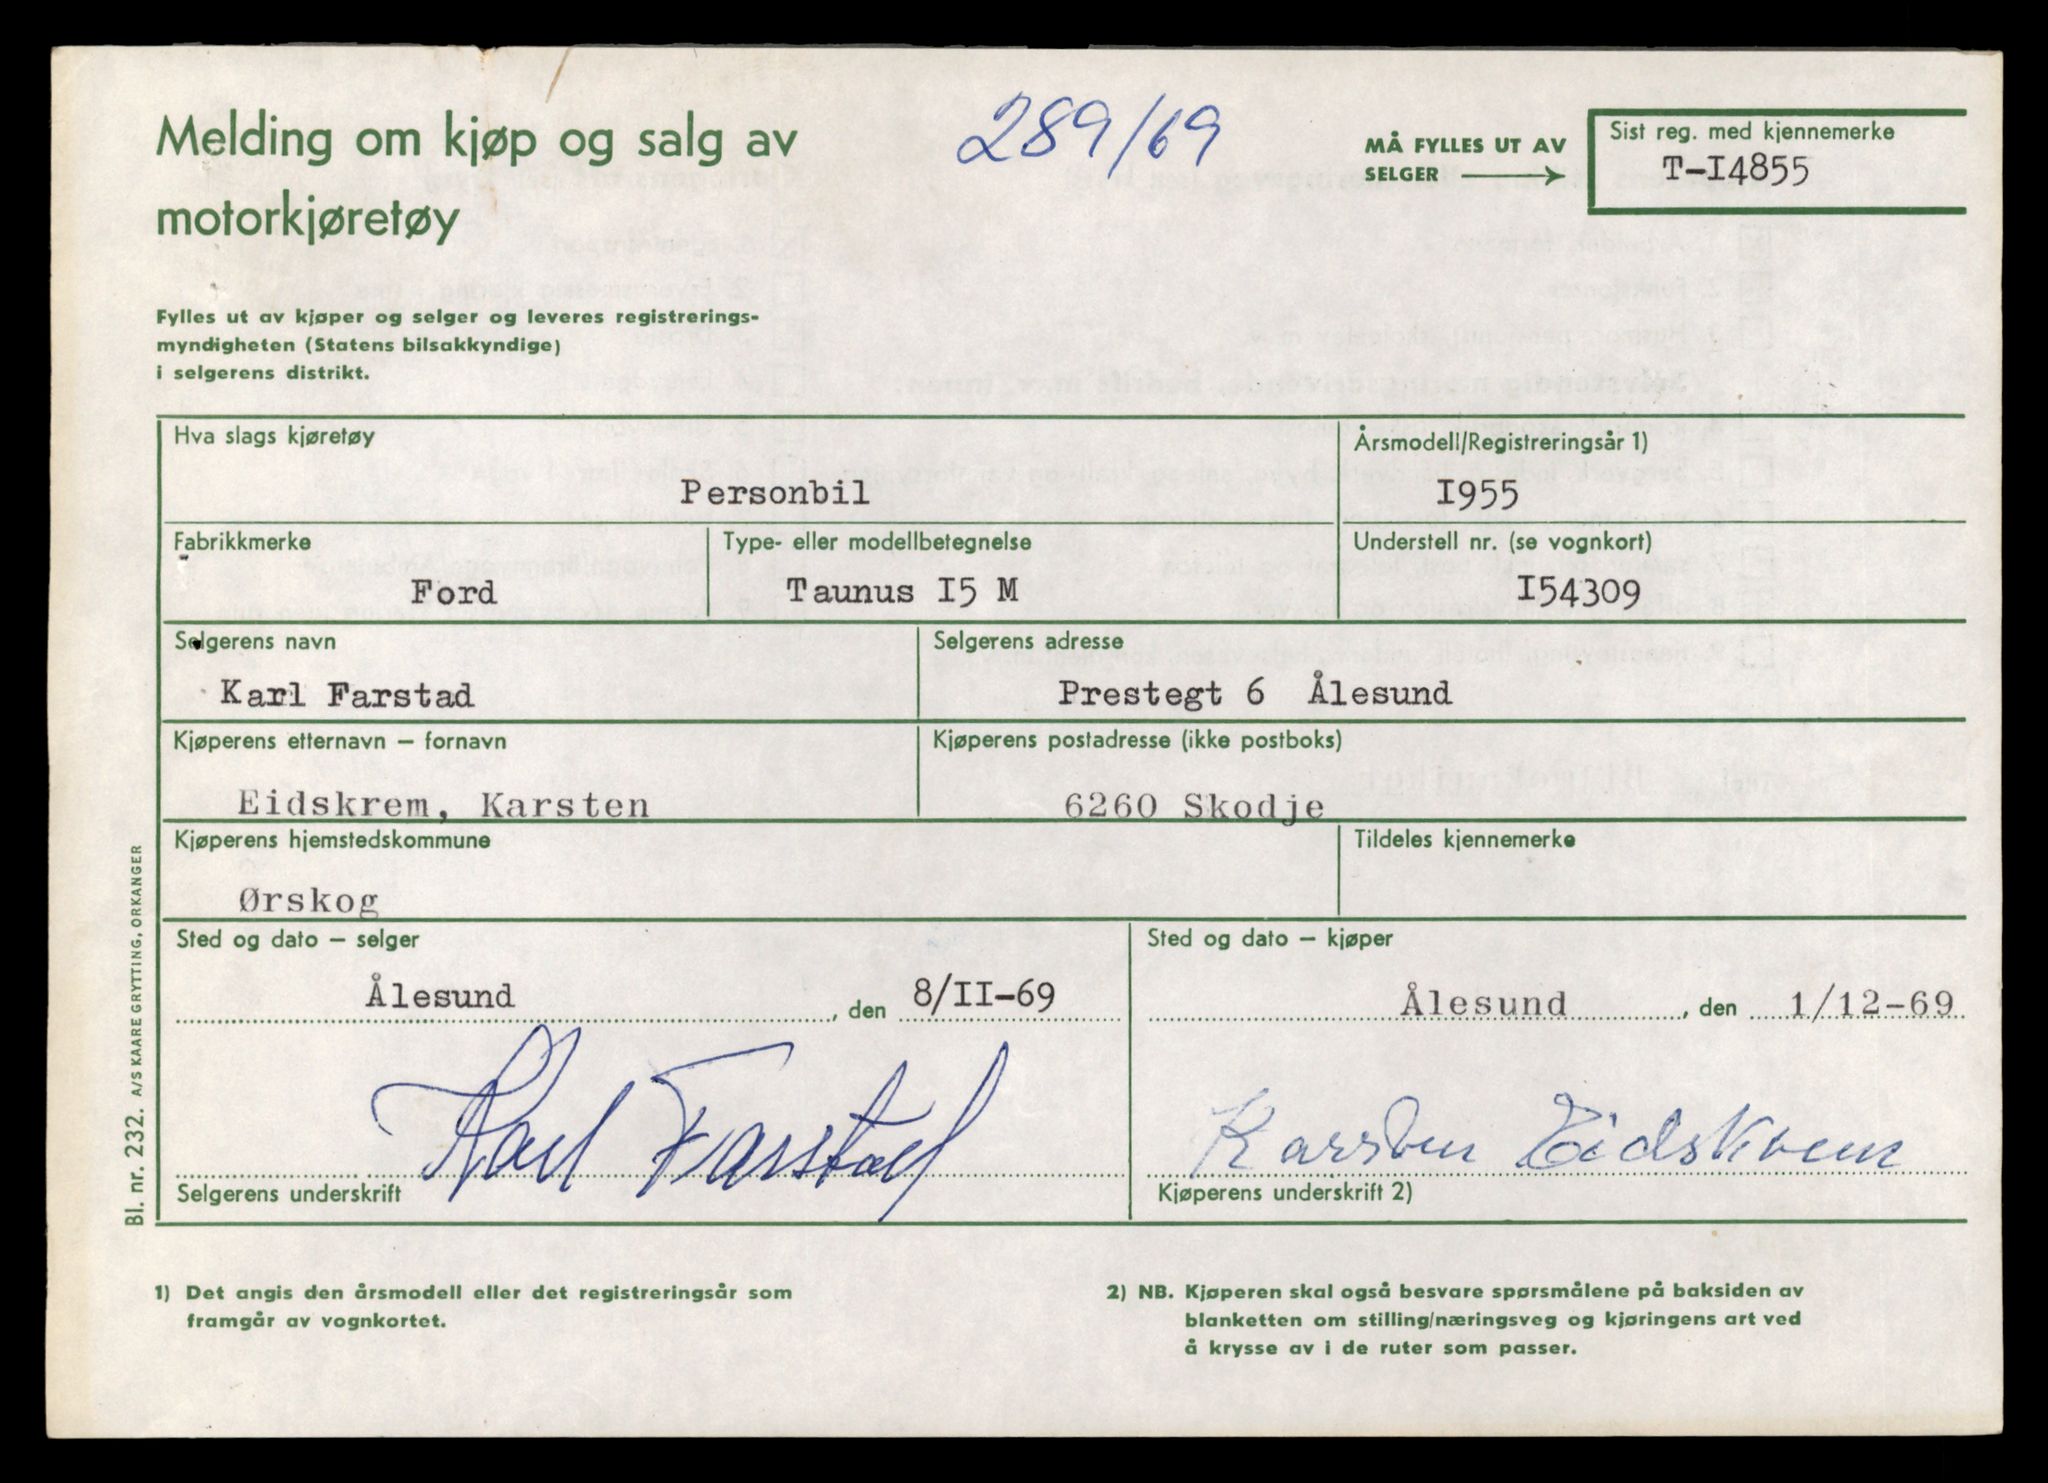 Melding om kjøp og salg av
motorkjøretøy
289/69
MÅ FYLLES UT AV
SELGER
Sist reg. med kjennemerke
T-I4855
Fylles ut av kjøper og selger og leveres registrerings-
myndigheten (Statens bilsakkyndige)
i selgerens distrikt.
Hva slags kjøretøy
Personbil
Årsmodell/Registreringsår 1)
I955
Fabrikkmerke
Ford
Type- eller modellbetegnelse
Taunus I5 M
Understell nr. (se vognkort)
I54309
Selgerens navn
Karl Farstad
Selgerens adresse
Prestegt 6 Ålesund
Kjøperens etternavn – fornavn
Eidskrem, Karsten
Kjøperens postadresse (ikke postboks)
6260 Skodje
Kjøperens hjemstedskommune
Ørskog
Tildeles kjennemerke
Sted og dato – selger
Ålesund, den 8/II-69
Karl Farstad
Selgerens underskrift
Sted og dato – kjøper
Ålesund, den 1/12-69
Karsten Eidskrem
Kjøperens underskrift 2)
1) Det angis den årsmodell eller det registreringsår som
framgår av vognkortet.
2) NB. Kjøperen skal også besvare spørsmålene på baksiden av
blanketten om stilling/næringsveg og kjøringens art ved
å krysse av i de ruter som passer.
Bl. nr. 232. A/S KAARE GRYTTING, ORKANGER